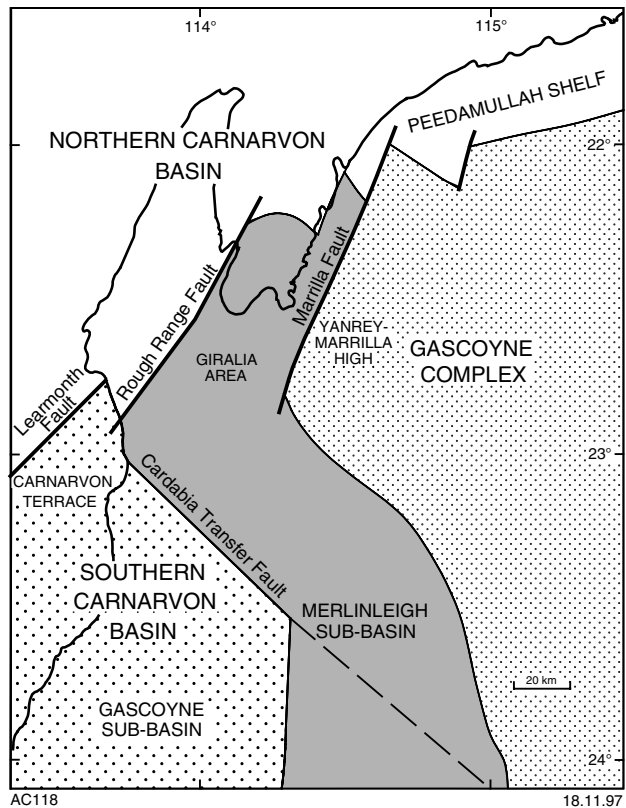 114°
115°
PEEDAMULLAH SHELF
NORTHERN CARNARVON
BASIN
22°
Rough Range Fault
Marrilla Fault
YANREY-
MARRILLA
HIGH
GIRALIA
AREA
GASCOYNE
COMPLEX
Learmonth
Fault
23°
CARNARVON
TERRACE
Cardabia Transfer Fault
SOUTHERN
CARNARVON
BASIN
MERLINLEIGH
SUB-BASIN
20 km
GASCOYNE
SUB-BASIN
24°
AC118
18.11.97